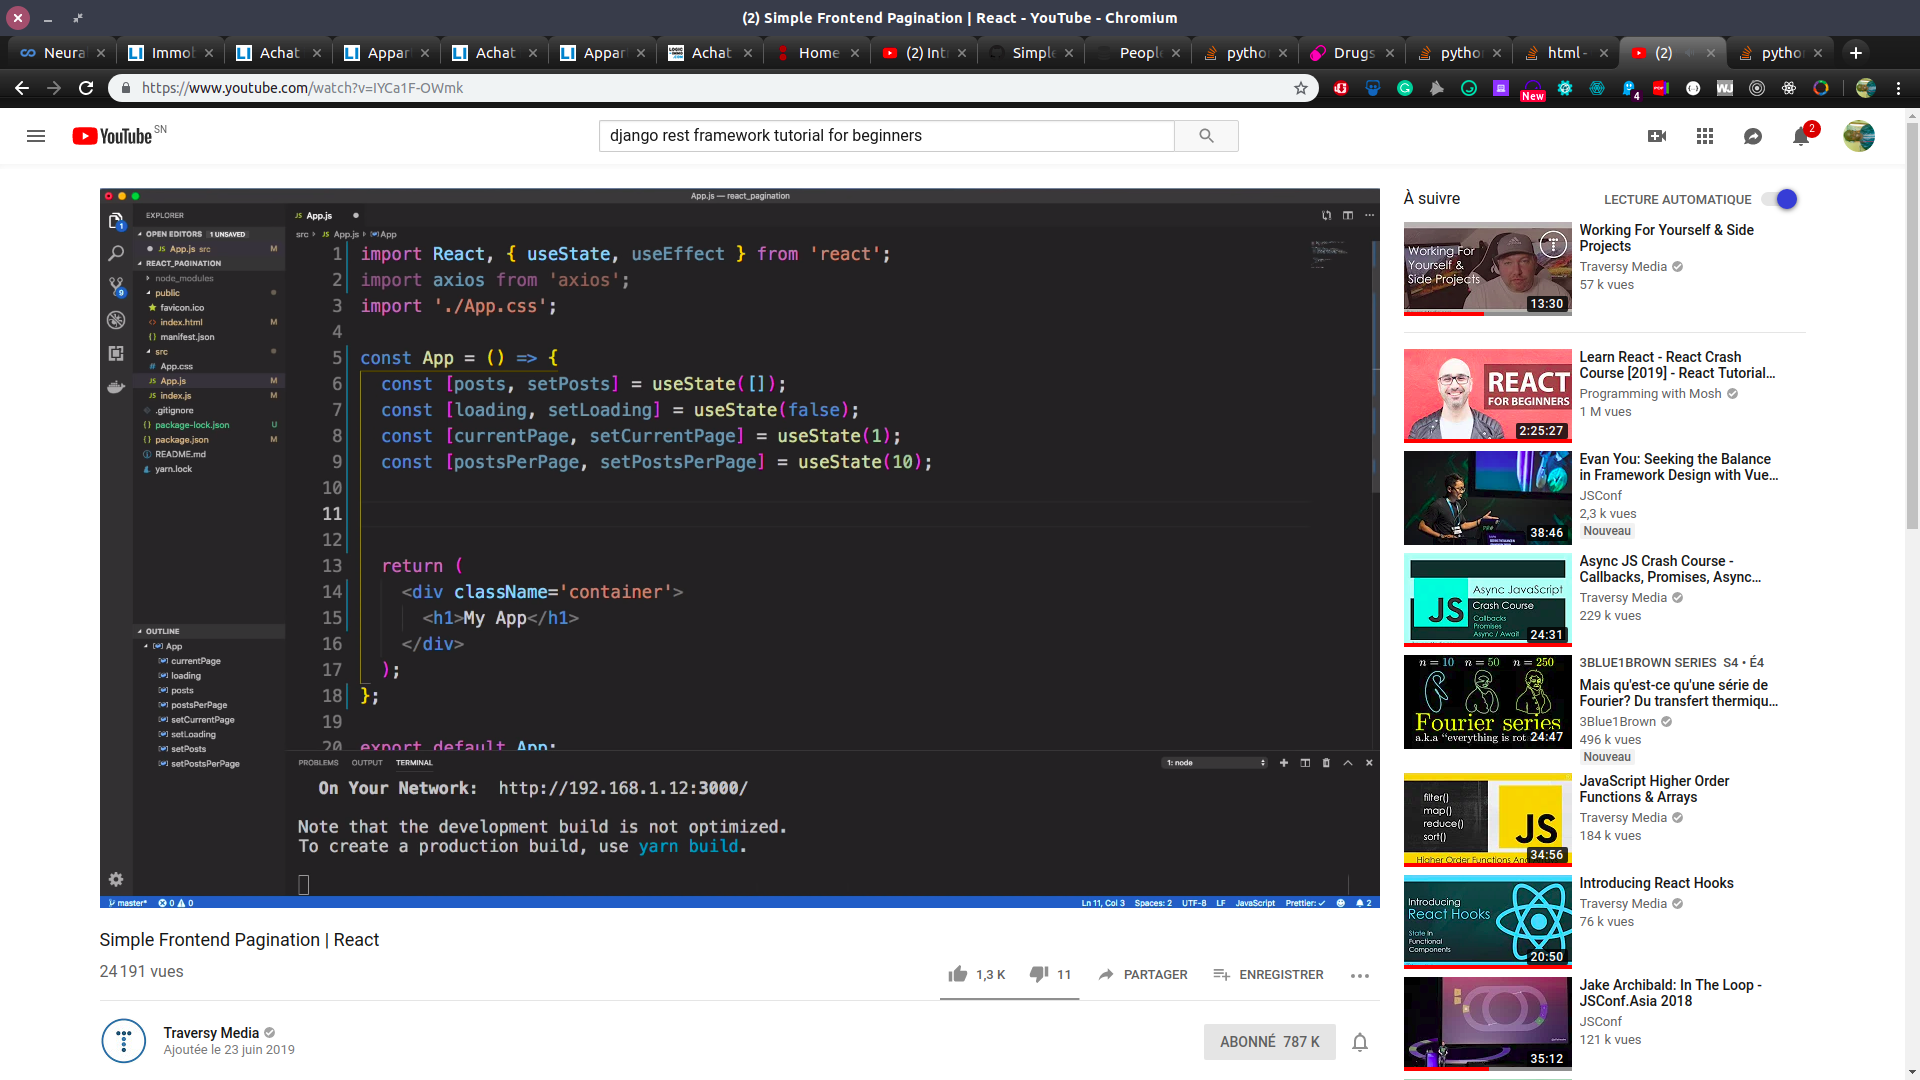 (2) Simple Frontend Pagination | React - YouTube - Chromium
Neural
Immob
Achat
Appar
Achat
Appar
Achat
Home
(2) Int
Simple
People
python
Drugs
python
html -
(2)
python
https://www.youtube.com/watch?v=IYCa1F-OWmk
New
4
YouTube SN
django rest framework tutorial for beginners
2
App.js — react_pagination
EXPLORER
OPEN EDITORS 1 UNSAVED
App.js src M
REACT_PAGINATION
node_modules
public
favicon.ico
index.html M
manifest.json
src
App.css
App.js M
index.js M
.gitignore
package-lock.json U
package.json M
README.md
yarn.lock
OUTLINE
App
currentPage
loading
posts
postsPerPage
setCurrentPage
setLoading
setPosts
setPostsPerPage
1
9
JS App.js
src > JS App.js > App
1 import React, { useState, useEffect } from 'react';
2 import axios from 'axios';
3 import './App.css';
4
5 const App = () => {
6 const [posts, setPosts] = useState([]);
7 const [loading, setLoading] = useState(false);
8 const [currentPage, setCurrentPage] = useState(1);
9 const [postsPerPage, setPostsPerPage] = useState(10);
10
11
12
13 return (
14 <div className='container'>
15 <h1>My App</h1>
16 </div>
17 );
18 };
19
20 export default App;
PROBLEMS OUTPUT TERMINAL 1: node
On Your Network: http://192.168.1.12:3000/
Note that the development build is not optimized.
To create a production build, use yarn build.
master* 0 0 Ln 11, Col 3 Spaces: 2 UTF-8 LF JavaScript Prettier: ✓ 2
Simple Frontend Pagination | React
24 191 vues
1,3 K 11 PARTAGER ENREGISTRER
Traversy Media
Ajoutée le 23 juin 2019
ABONNÉ 787 K
À suivre LECTURE AUTOMATIQUE
Working For
Yourself &
Side Projects
13:30
Working For Yourself & Side
Projects
Traversy Media
57 k vues
REACT
FOR BEGINNERS
2:25:27
Learn React - React Crash
Course [2019] - React Tutorial...
Programming with Mosh
1 M vues
38:46
Evan You: Seeking the Balance
in Framework Design with Vue...
JSConf
2,3 k vues
Nouveau
JS
Async JavaScript
Crash Course
Callbacks
Promises
Async / Await
24:31
Async JS Crash Course -
Callbacks, Promises, Async...
Traversy Media
229 k vues
n = 10 n = 50 n = 250
Fourier series
a.k.a "everything is rot
24:47
3BLUE1BROWN SERIES S4 • É4
Mais qu'est-ce qu'une série de
Fourier? Du transfert thermiqu...
3Blue1Brown
496 k vues
Nouveau
filter()
map()
reduce()
sort()
JS
Higher Order Functions An
34:56
JavaScript Higher Order
Functions & Arrays
Traversy Media
184 k vues
Introducing
React Hooks
State In
Functional
Components
20:50
Introducing React Hooks
Traversy Media
76 k vues
35:12
Jake Archibald: In The Loop -
JSConf.Asia 2018
JSConf
121 k vues